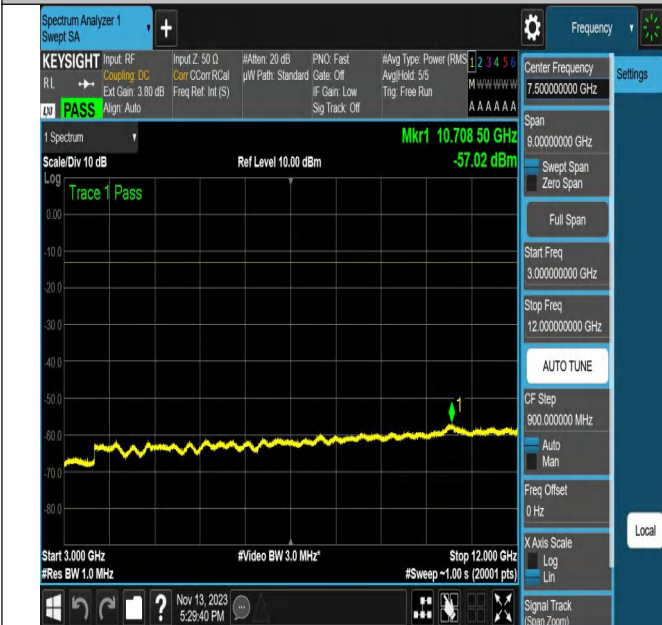 Spectrum Analyzer 1
Swept SA
+
Frequency
KEYSIGHT
RL
LXI PASS
Input: RF
Coupling: DC
Ext Gain: 3.80 dB
Align: Auto
Input Z: 50 Ω
Corr CCorr RCal
Freq Ref: Int (S)
#Atten: 20 dB
µW Path: Standard
PNO: Fast
Gate: Off
IF Gain: Low
Sig Track: Off
#Avg Type: Power (RMS
Avg|Hold: 5/5
Trig: Free Run
1 2 3 4 5 6
M W W W W W
A A A A A A
1 Spectrum
Scale/Div 10 dB
Log
Ref Level 10.00 dBm
Mkr1 10.708 50 GHz
-57.02 dBm
Trace 1 Pass
0.00
-10.0
-20.0
-30.0
-40.0
-50.0
-60.0
-70.0
-80.0
1
Start 3.000 GHz
#Res BW 1.0 MHz
#Video BW 3.0 MHz*
Stop 12.000 GHz
#Sweep ~1.00 s (20001 pts)
Nov 13, 2023
5:29:40 PM
Center Frequency
7.500000000 GHz
Settings
Span
9.00000000 GHz
Swept Span
Zero Span
Full Span
Start Freq
3.000000000 GHz
Stop Freq
12.000000000 GHz
AUTO TUNE
CF Step
900.000000 MHz
Auto
Man
Freq Offset
0 Hz
X Axis Scale
Log
Lin
Local
Signal Track
(Span Zoom)